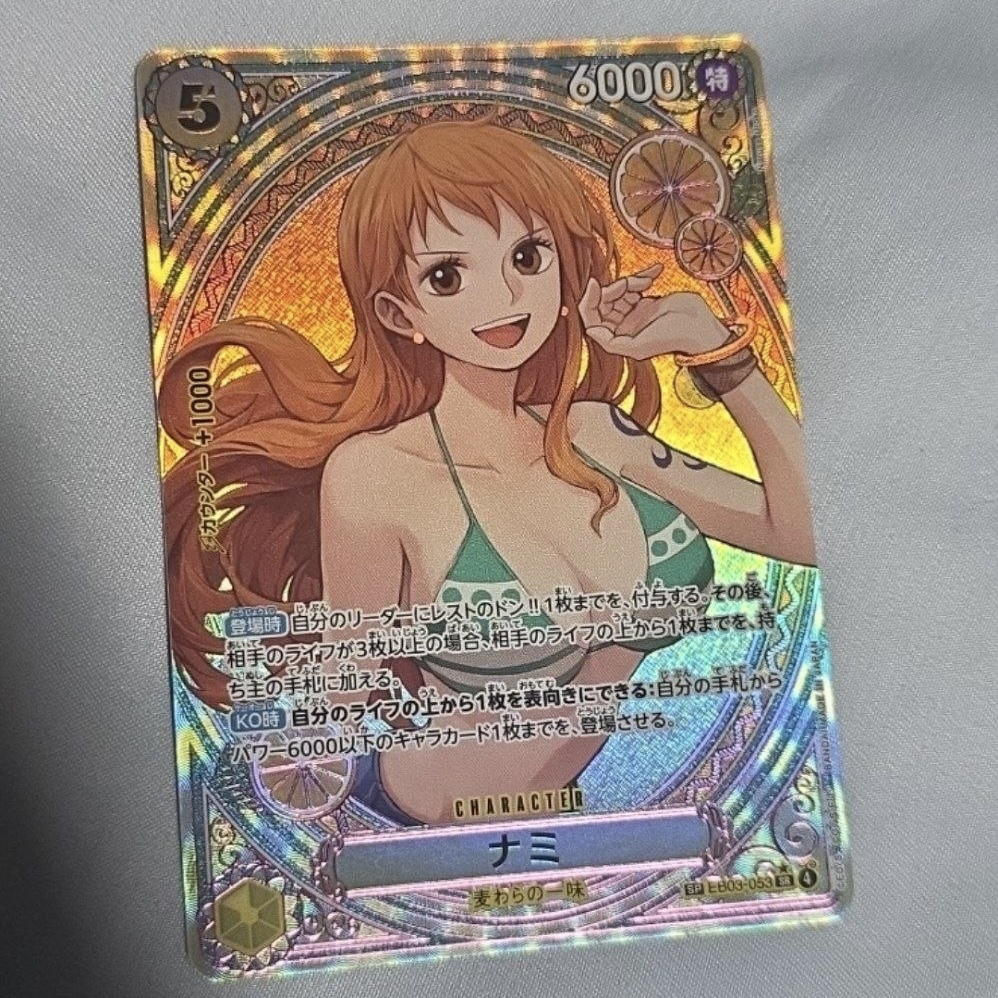 5
6000 特
カウンター +1000
登場時 自分のリーダーにレストのドン!!1枚までを、付与する。その後、
相手のライフが3枚以上の場合、相手のライフの上から1枚までを、持
ち主の手札に加える。
KO時 自分のライフの上から1枚を表向きにできる:自分の手札から
パワー6000以下のキャラカード1枚までを、登場させる。
CHARACTER
ナミ
麦わらの一味
SP EB03-053 SR 4